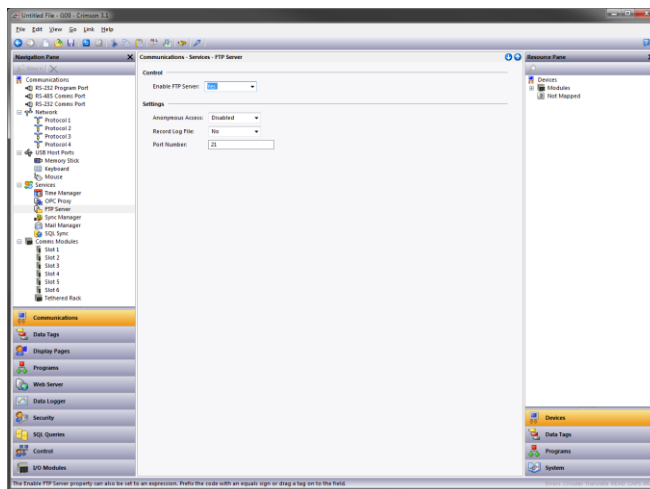 Untitled File - G09 - Crimson 3.1
File Edit View Go Link Help
Navigation Pane
Communications
RS-232 Program Port
RS-485 Comms Port
RS-232 Comms Port
Network
Protocol 1
Protocol 2
Protocol 3
Protocol 4
USB Host Ports
Memory Stick
Keyboard
Mouse
Services
Time Manager
OPC Proxy
FTP Server
Sync Manager
Mail Manager
SQL Sync
Comms Modules
Slot 1
Slot 2
Slot 3
Slot 4
Slot 5
Slot 6
Tethered Rack
Communications
Data Tags
Display Pages
Programs
Web Server
Data Logger
Security
SQL Queries
Control
I/O Modules
Communications - Services - FTP Server
Control
Enable FTP Server: Yes
Settings
Anonymous Access: Disabled
Record Log File: No
Port Number: 21
Resource Pane
Devices
Modules
Not Mapped
Devices
Data Tags
Programs
System
The Enable FTP Server property can also be set to an expression. Prefix the code with an equals sign or drag a tag on to the field.